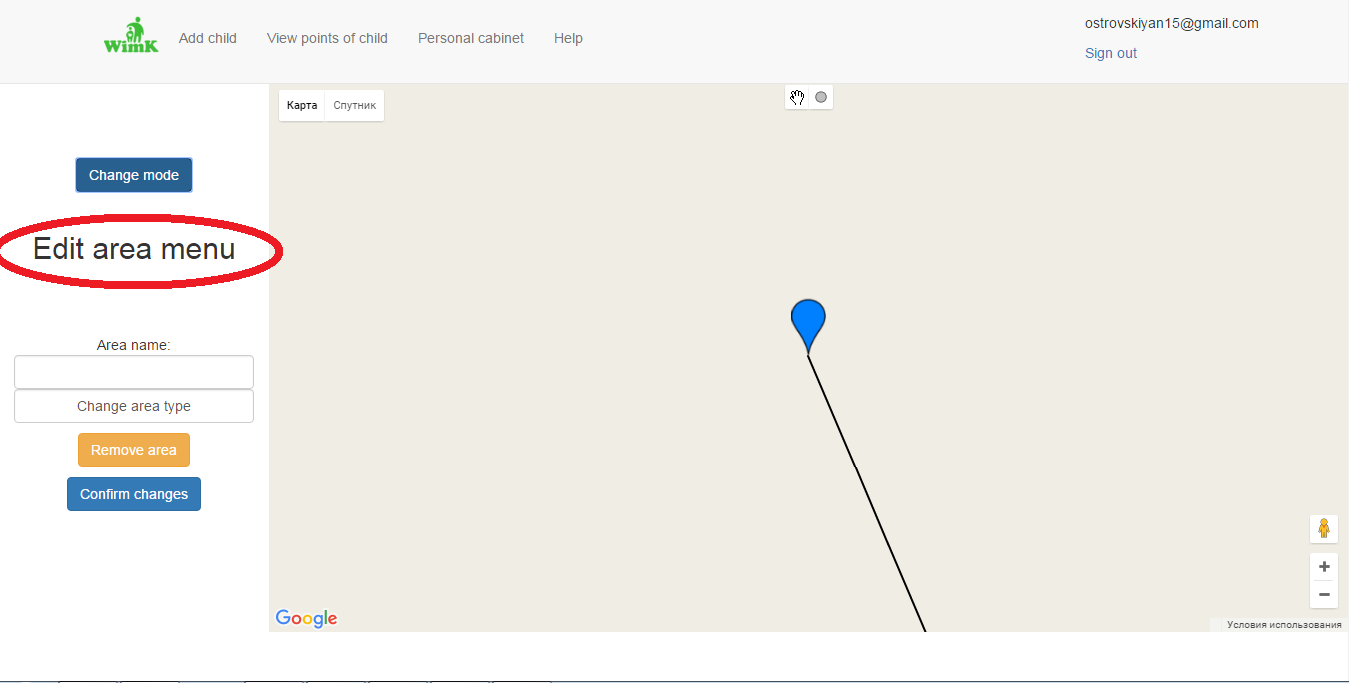 WimK Add child View points of child Personal cabinet Help
ostrovskiyan15@gmail.com
Sign out
Карта Спутник
Change mode
Edit area menu
Area name:
Change area type
Remove area
Confirm changes
Google
Условия использования